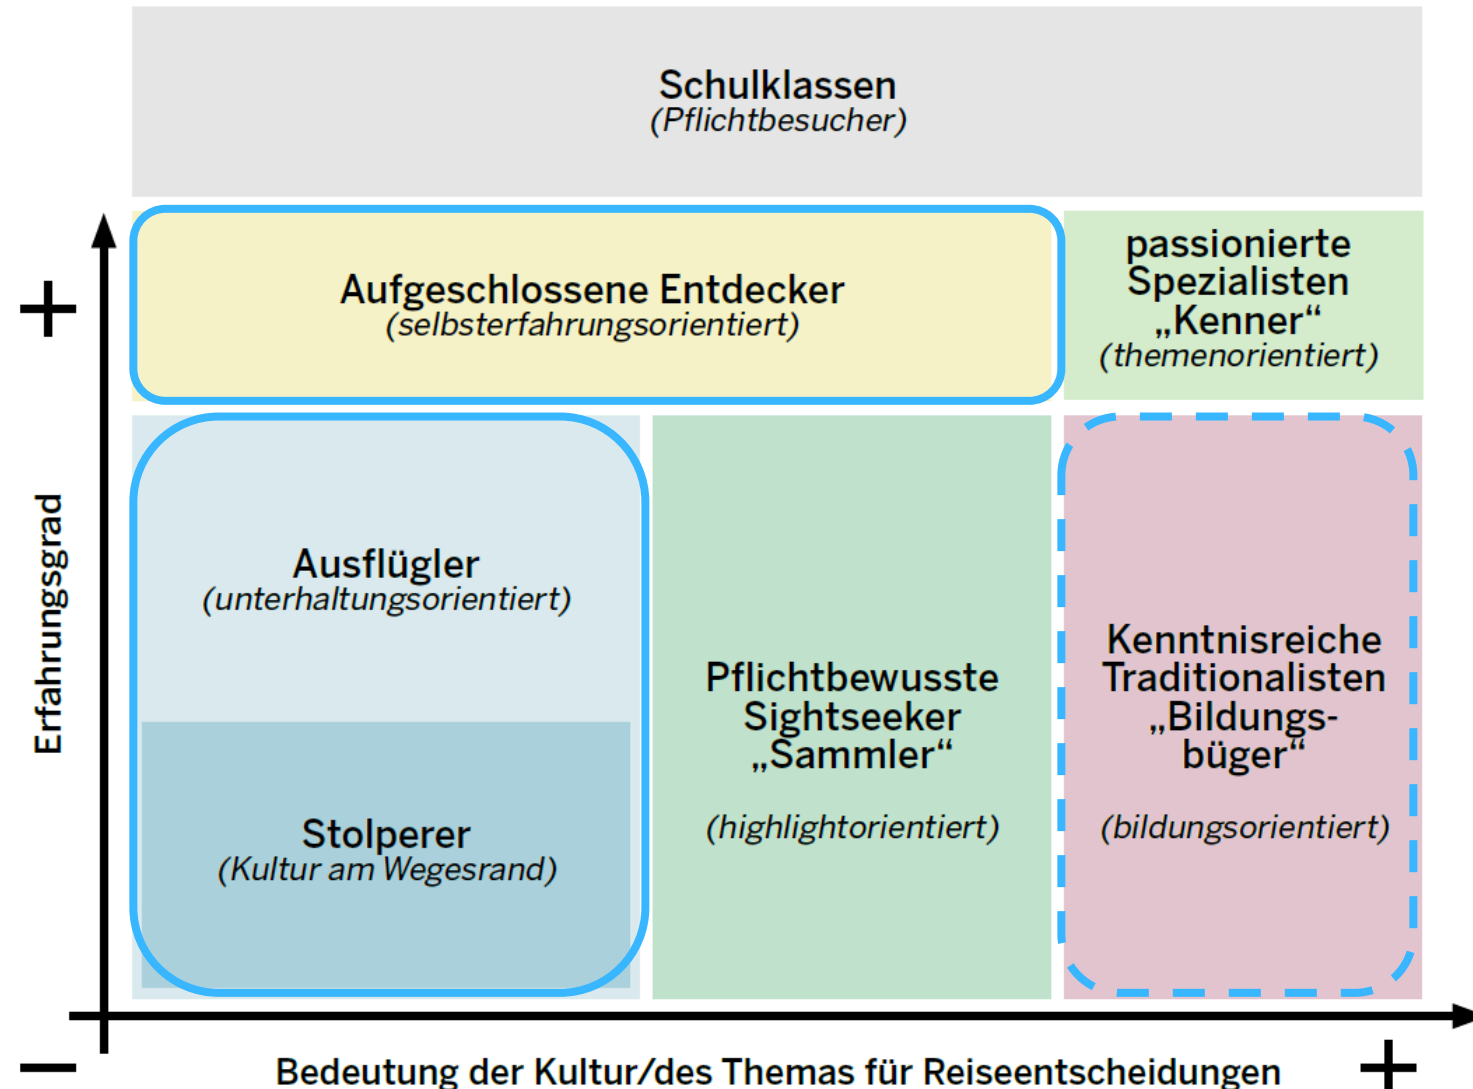 Schulklassen
(Pflichtbesucher)
Aufgeschlossene Entdecker
(selbsterfahrungsorientiert)
passionierte
Spezialisten
„Kenner“
(themenorientiert)
+
Erfahrungsgrad
Ausflügler
(unterhaltungsorientiert)
Stolperer
(Kultur am Wegesrand)
Pflichtbewusste
Sightseeker
„Sammler“
(highlightorientiert)
Kenntnisreiche
Traditionalisten
„Bildungs-
büger“
(bildungsorientiert)
–
Bedeutung der Kultur/des Themas für Reiseentscheidungen
+